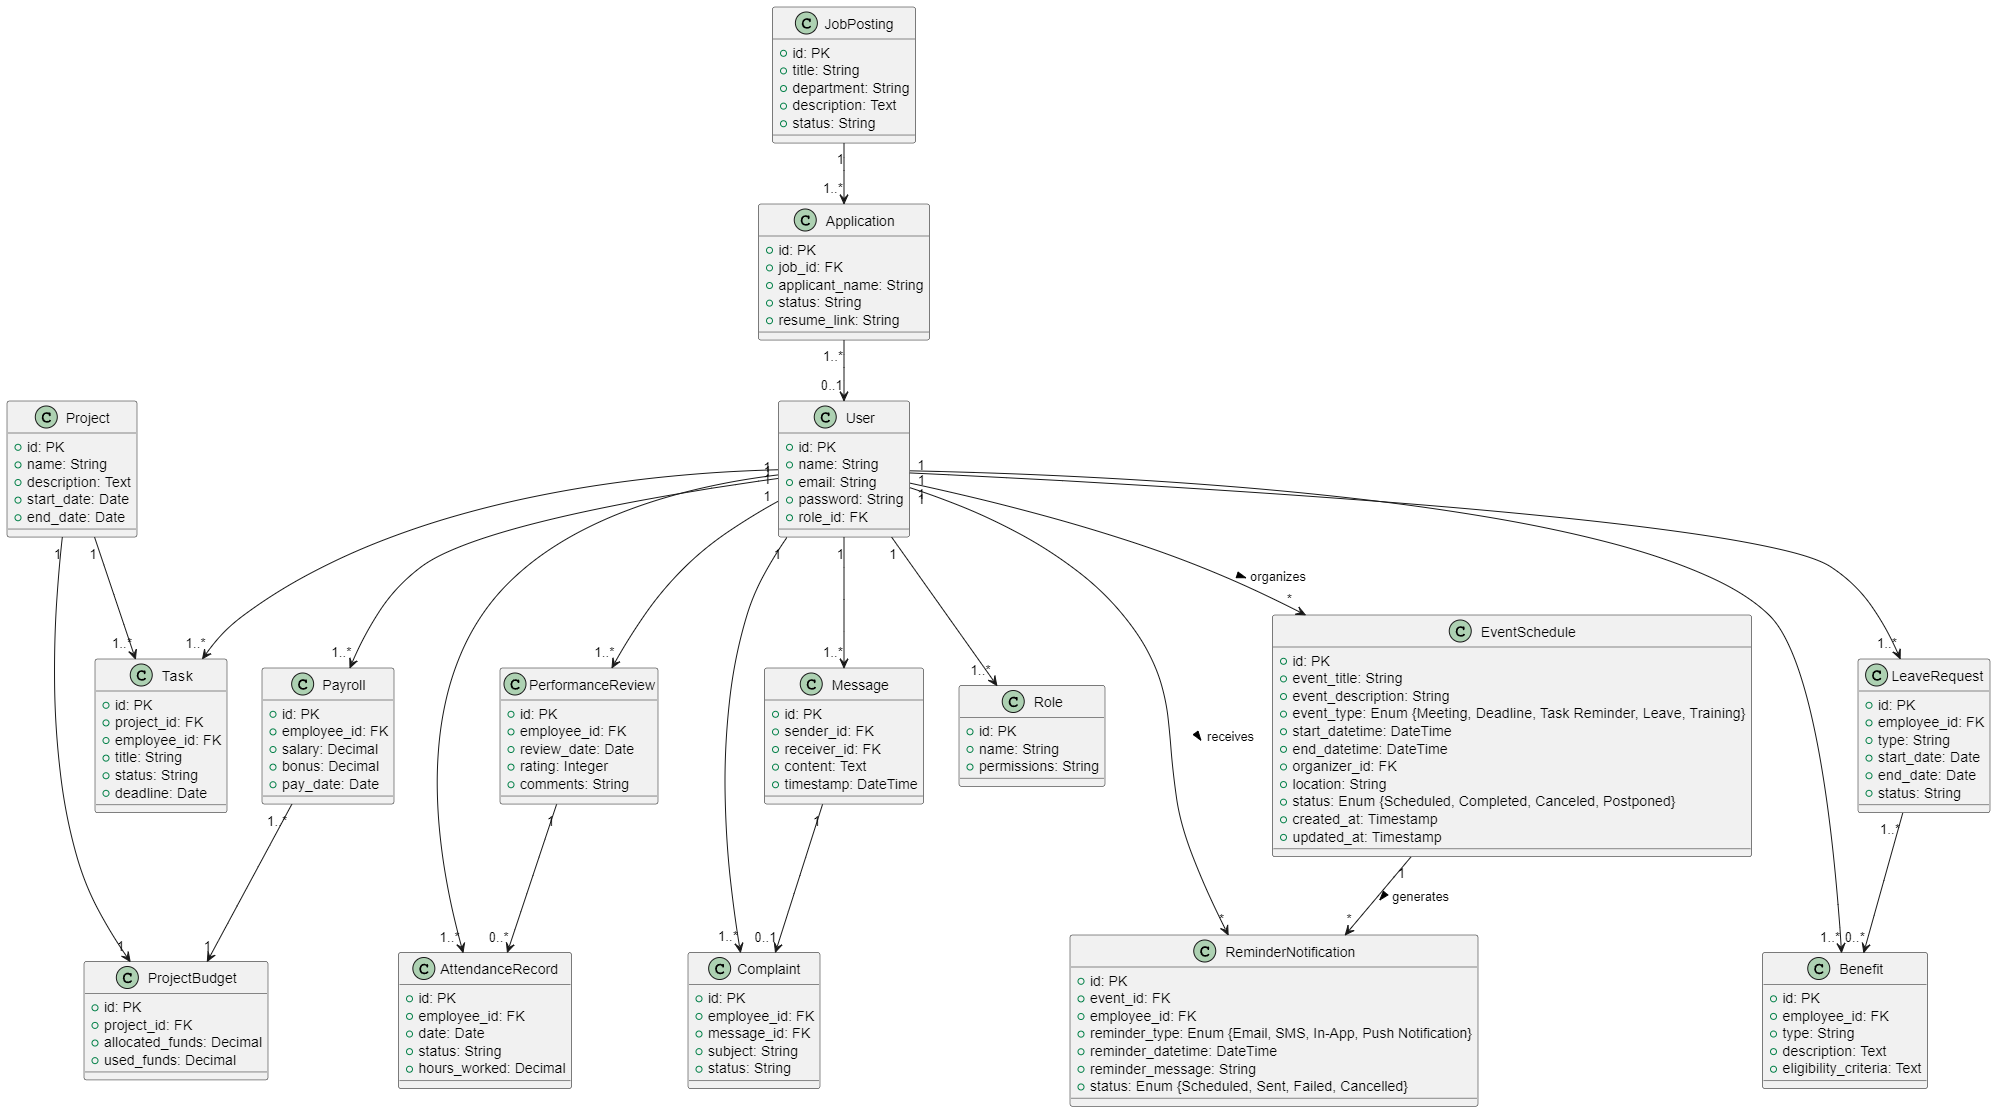 C JobPosting
id: PK
title: String
department: String
description: Text
status: String
1
1..*
C Application
id: PK
job_id: FK
applicant_name: String
status: String
resume_link: String
1..*
0..1
C Project
id: PK
name: String
description: Text
start_date: Date
end_date: Date
1
1
C User
id: PK
name: String
email: String
password: String
role_id: FK
1
1
1
1
1
1
1
1
1
1
1
organizes
*
receives
1..*
1..*
1..*
1..*
1..*
1..*
1..*
C Task
id: PK
project_id: FK
employee_id: FK
title: String
status: String
deadline: Date
C Payroll
id: PK
employee_id: FK
salary: Decimal
bonus: Decimal
pay_date: Date
1..*
C PerformanceReview
id: PK
employee_id: FK
review_date: Date
rating: Integer
comments: String
1
C Message
id: PK
sender_id: FK
receiver_id: FK
content: Text
timestamp: DateTime
1
C Role
id: PK
name: String
permissions: String
C EventSchedule
id: PK
event_title: String
event_description: String
event_type: Enum {Meeting, Deadline, Task Reminder, Leave, Training}
start_datetime: DateTime
end_datetime: DateTime
organizer_id: FK
location: String
status: Enum {Scheduled, Completed, Canceled, Postponed}
created_at: Timestamp
updated_at: Timestamp
1
generates
C LeaveRequest
id: PK
employee_id: FK
type: String
start_date: Date
end_date: Date
status: String
1..*
1
1
1..*
0..*
1..*
0..1
*
*
1..*
0..*
C ProjectBudget
id: PK
project_id: FK
allocated_funds: Decimal
used_funds: Decimal
C AttendanceRecord
id: PK
employee_id: FK
date: Date
status: String
hours_worked: Decimal
C Complaint
id: PK
employee_id: FK
message_id: FK
subject: String
status: String
C ReminderNotification
id: PK
event_id: FK
employee_id: FK
reminder_type: Enum {Email, SMS, In-App, Push Notification}
reminder_datetime: DateTime
reminder_message: String
status: Enum {Scheduled, Sent, Failed, Cancelled}
C Benefit
id: PK
employee_id: FK
type: String
description: Text
eligibility_criteria: Text